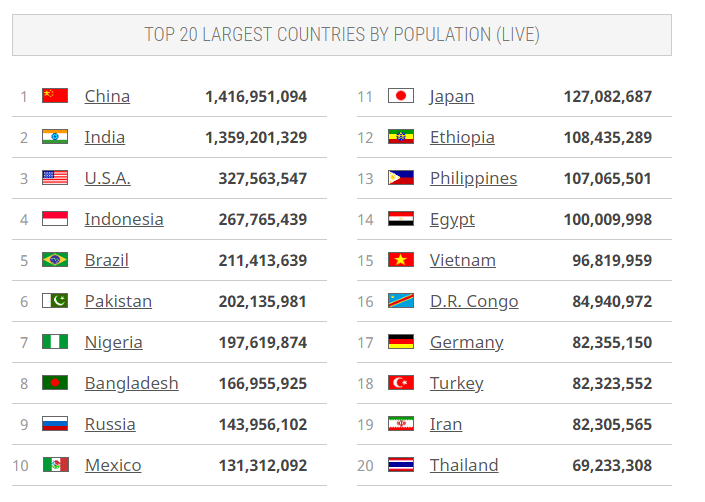 TOP 20 LARGEST COUNTRIES BY POPULATION (LIVE)
1 China 1,416,951,094
2 India 1,359,201,329
3 U.S.A. 327,563,547
4 Indonesia 267,765,439
5 Brazil 211,413,639
6 Pakistan 202,135,981
7 Nigeria 197,619,874
8 Bangladesh 166,955,925
9 Russia 143,956,102
10 Mexico 131,312,092
11 Japan 127,082,687
12 Ethiopia 108,435,289
13 Philippines 107,065,501
14 Egypt 100,009,998
15 Vietnam 96,819,959
16 D.R. Congo 84,940,972
17 Germany 82,355,150
18 Turkey 82,323,552
19 Iran 82,305,565
20 Thailand 69,233,308